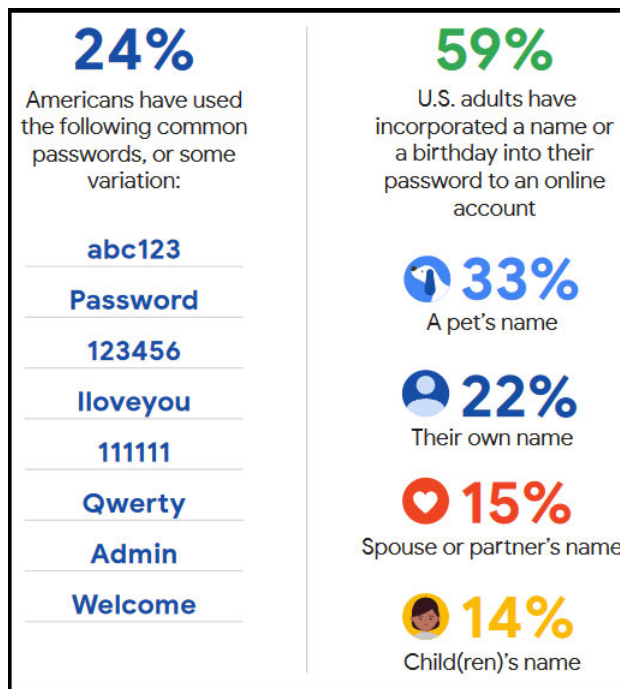 24%
Americans have used
the following common
passwords, or some
variation:
abc123
Password
123456
Iloveyou
111111
Qwerty
Admin
Welcome
59%
U.S. adults have
incorporated a name or
a birthday into their
password to an online
account
33%
A pet's name
22%
Their own name
15%
Spouse or partner's name
14%
Child(ren)'s name